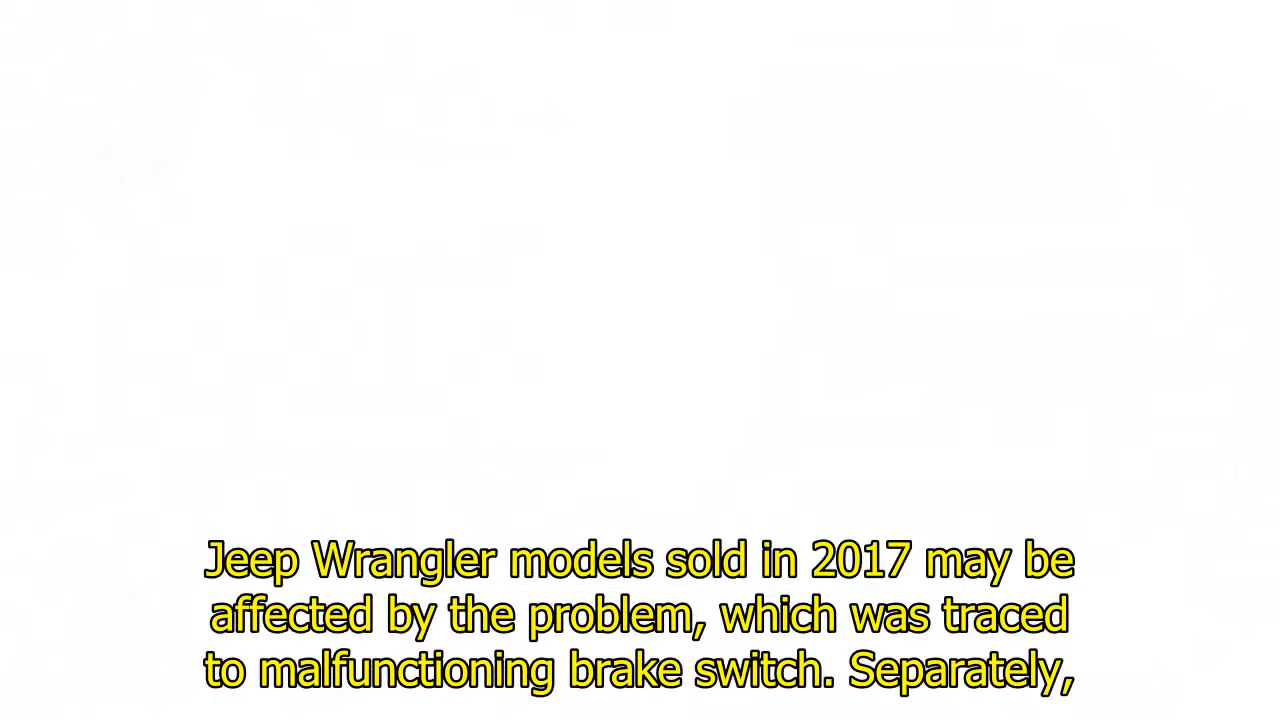 Jeep Wrangler models sold in 2017 may be
affected by the problem, which was traced
to malfunctioning brake switch. Separately,